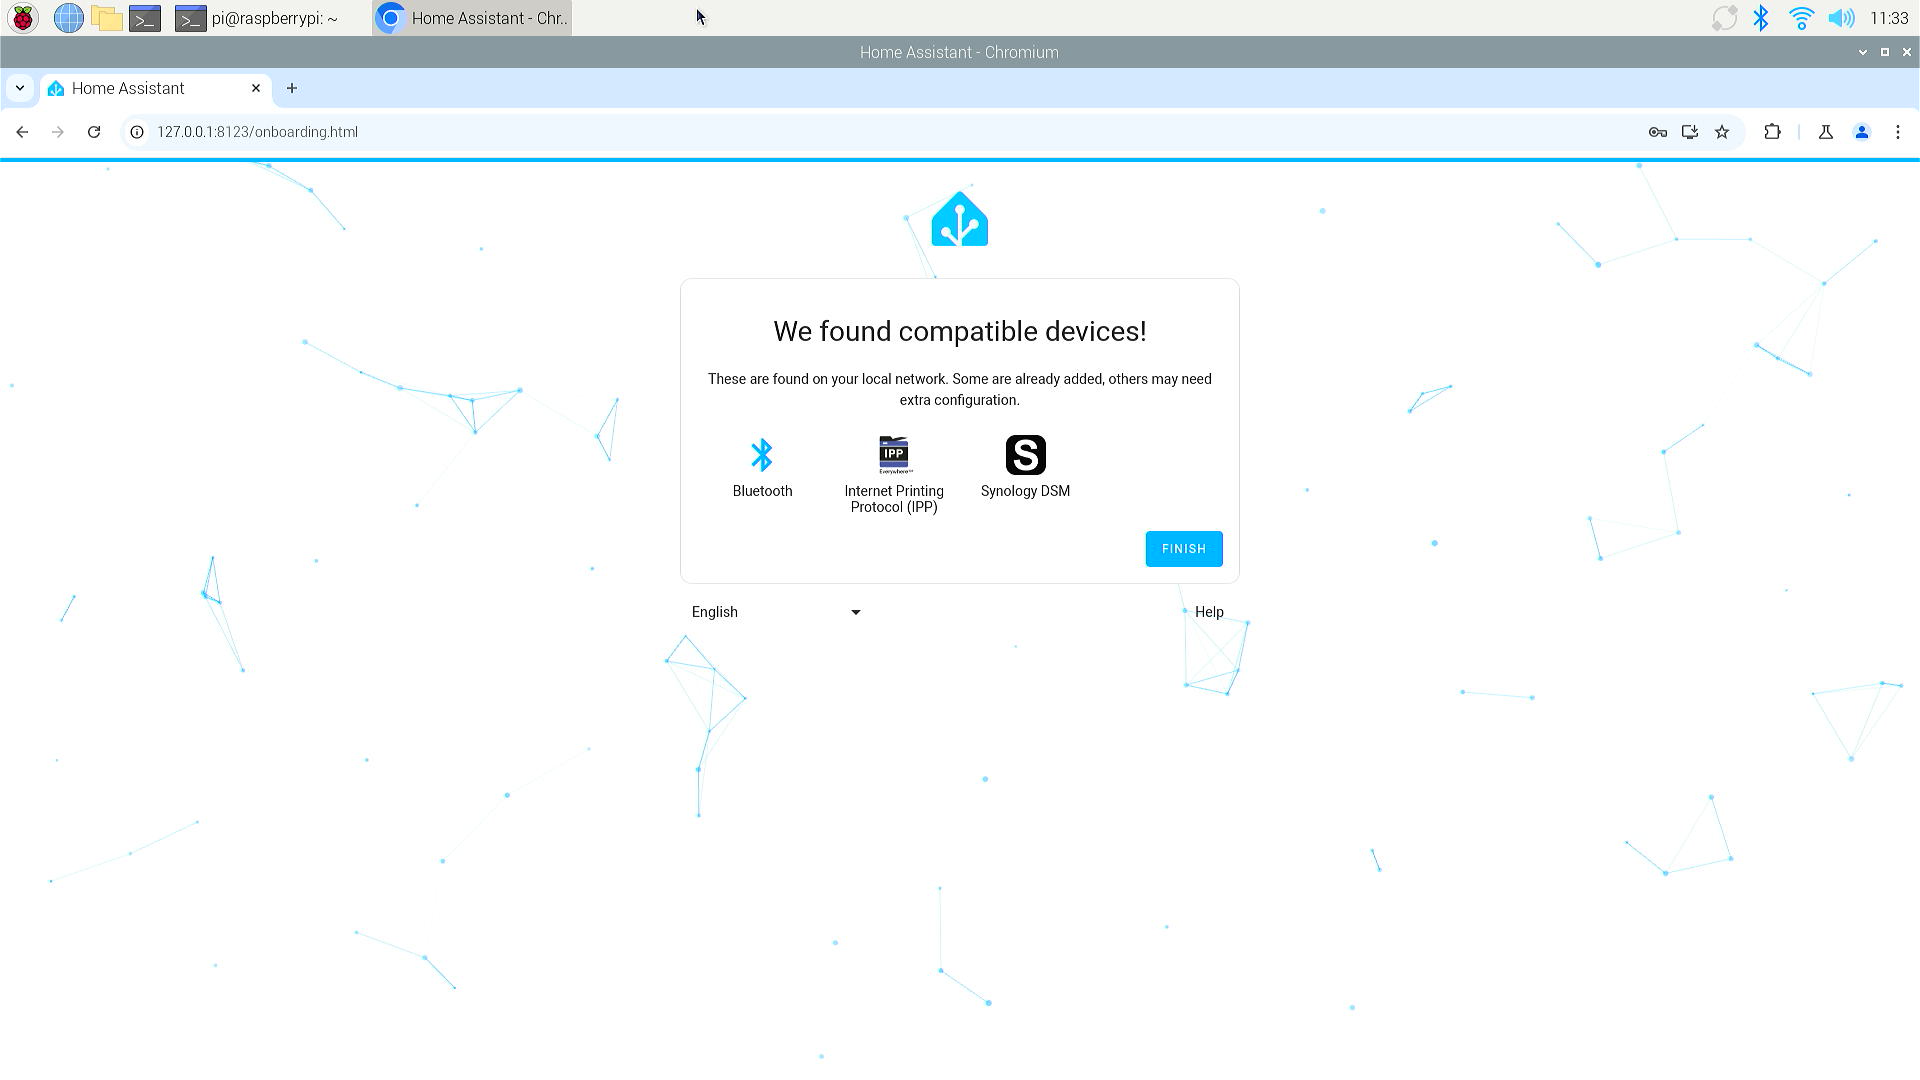 pi@raspberrypi: ~
Home Assistant - Chr..
11:33
Home Assistant - Chromium
Home Assistant
127.0.0.1:8123/onboarding.html
We found compatible devices!
These are found on your local network. Some are already added, others may need
extra configuration.
IPP
Everywhere
S
Bluetooth
Internet Printing
Protocol (IPP)
Synology DSM
FINISH
English
Help